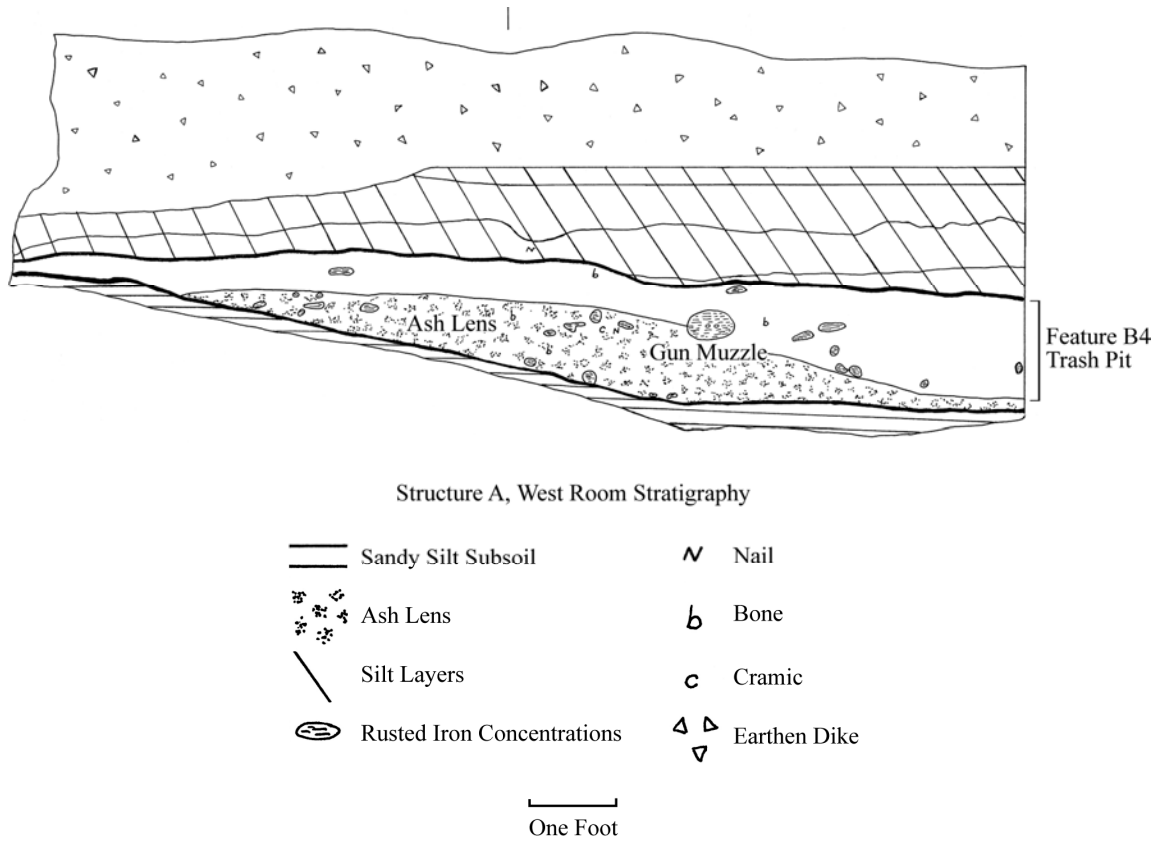 Ash Lens
Gun Muzzle
Feature B4
Trash Pit
Structure A, West Room Stratigraphy
Sandy Silt Subsoil
N Nail
Ash Lens
b Bone
Silt Layers
c Cramic
Rusted Iron Concentrations
Earthen Dike
One Foot